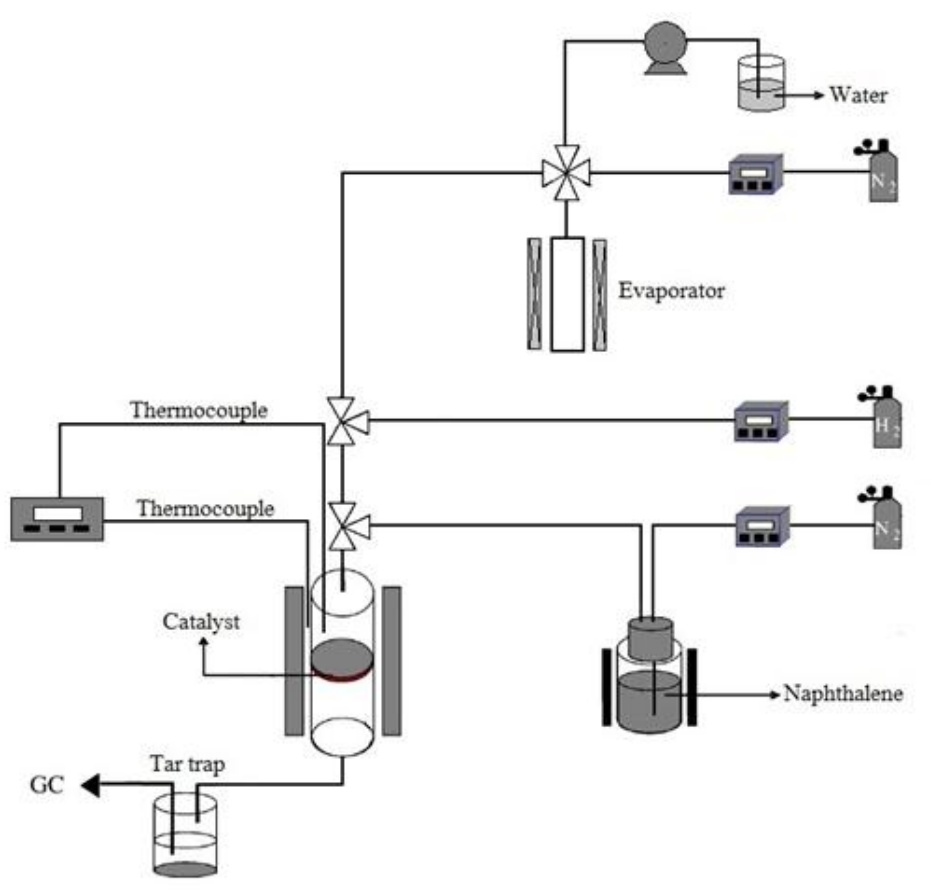 Water
N2
Evaporator
Thermocouple
H2
Thermocouple
N2
Catalyst
Naphthalene
Tar trap
GC